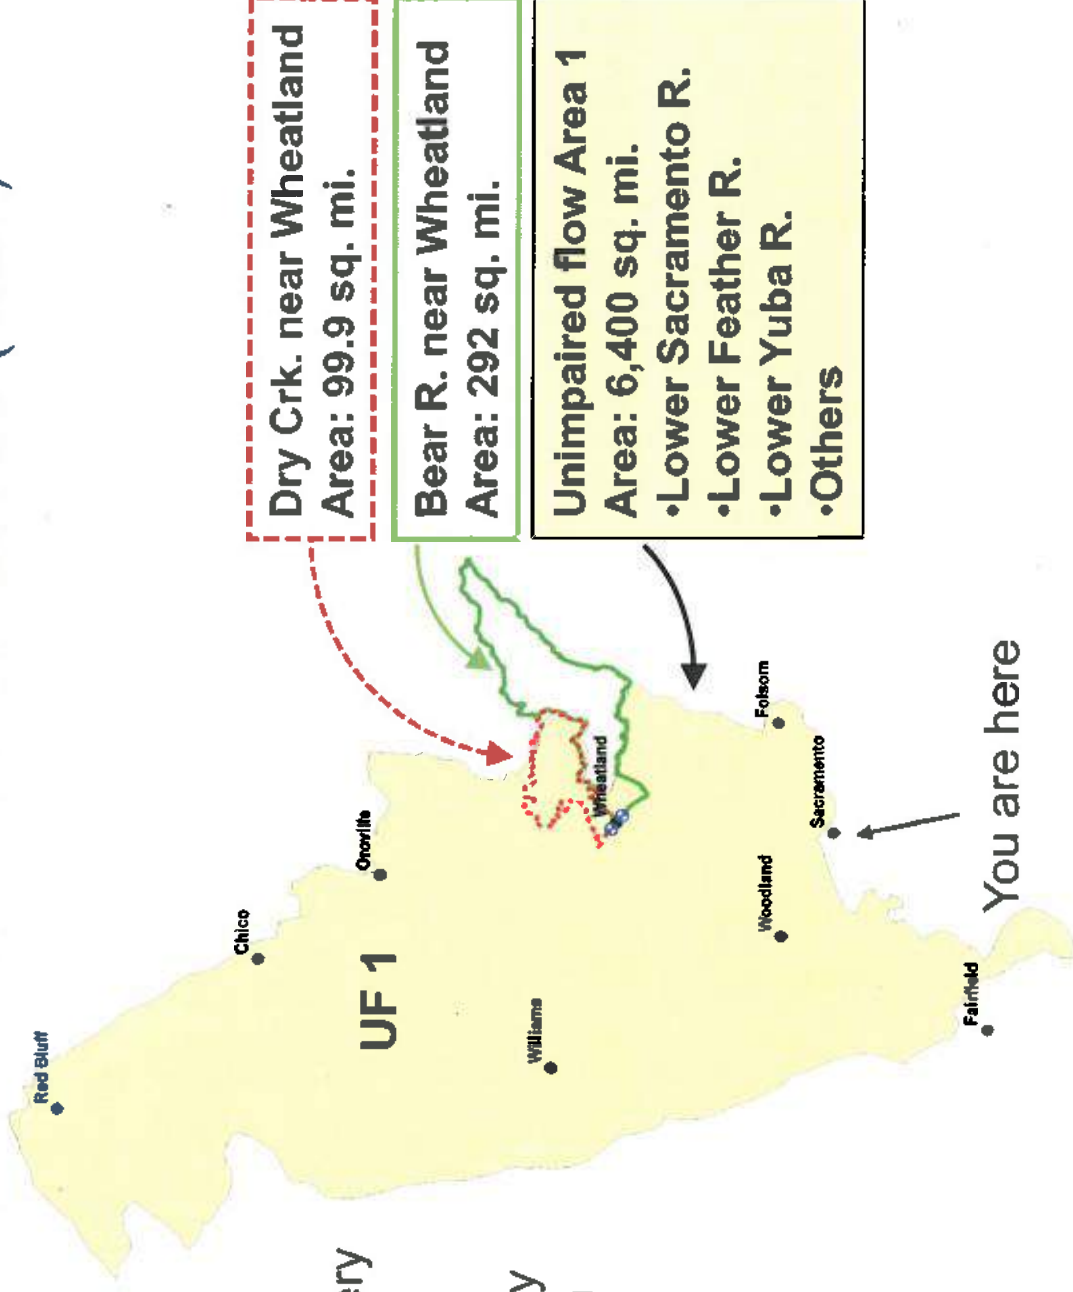 Dry Crk. near Wheatland
Area: 99.9 sq. mi.
Bear R. near Wheatland
Area: 292 sq. mi.
Unimpaired flow Area 1
Area: 6,400 sq. mi.
•Lower Sacramento R.
•Lower Feather R.
•Lower Yuba R.
•Others
Red Bluff
Chico
Oroville
UF 1
Williams
Wheatland
Folsom
Sacramento
Woodland
Fairfield
You are here